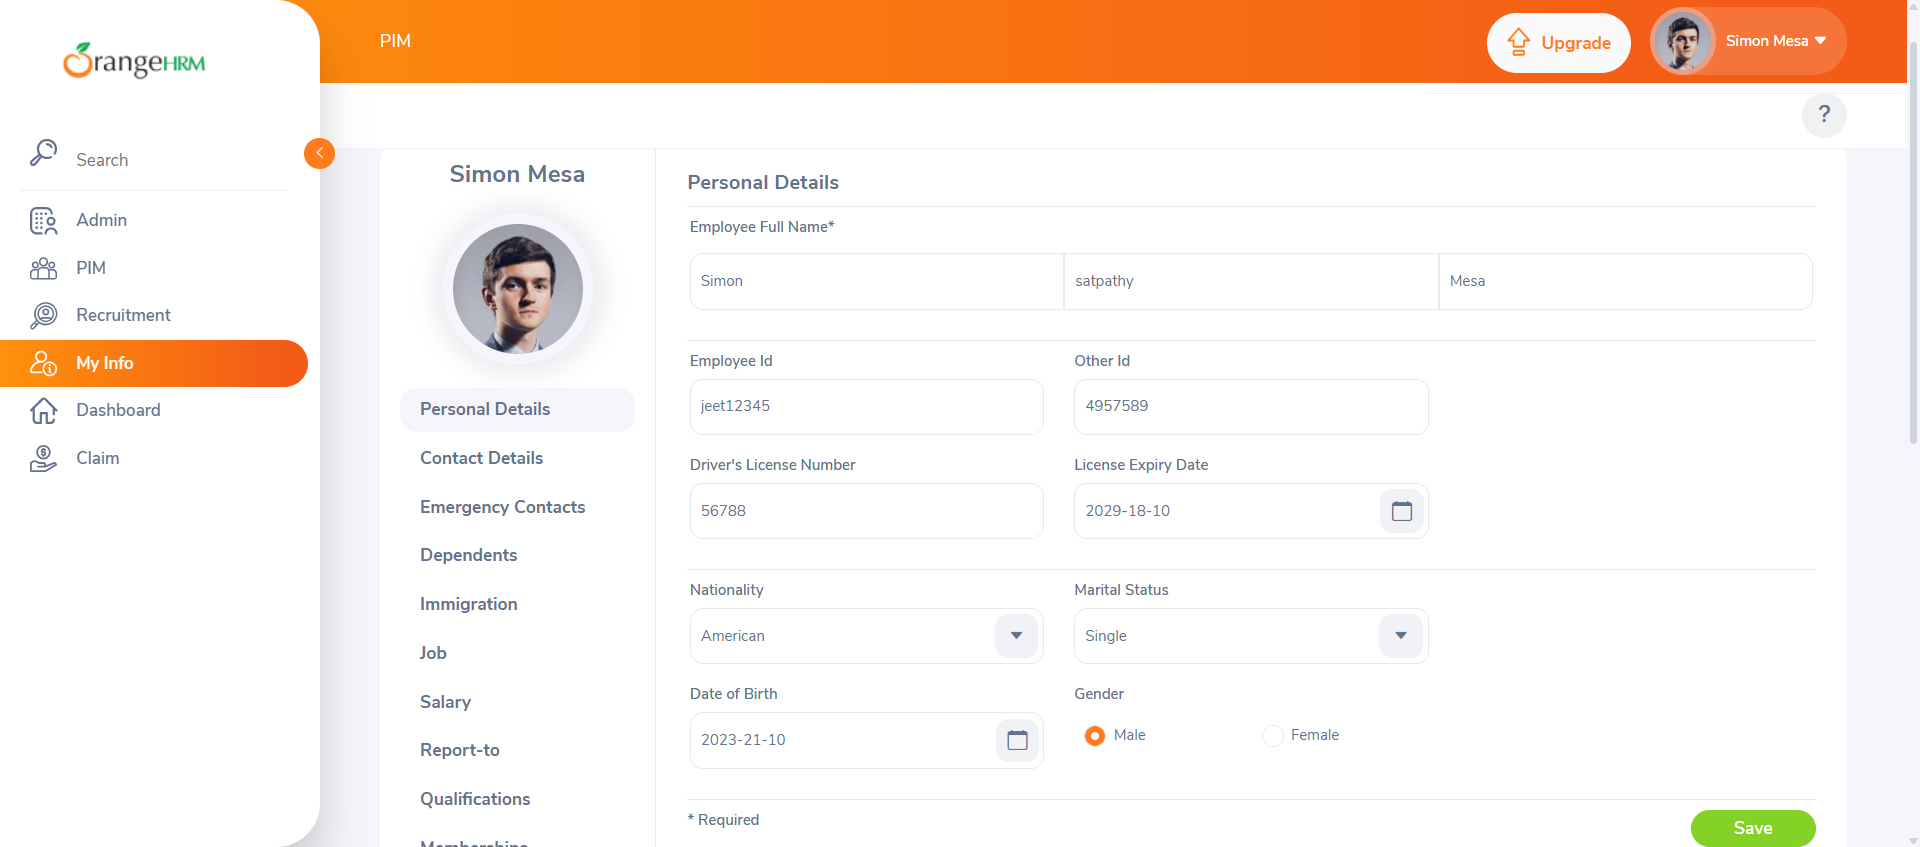 OrangeHRM
PIM
Upgrade
Simon Mesa
?
Search
Admin
PIM
Recruitment
My Info
Dashboard
Claim
Simon Mesa
Personal Details
Contact Details
Emergency Contacts
Dependents
Immigration
Job
Salary
Report-to
Qualifications
Memberships
Personal Details
Employee Full Name*
Simon satpathy Mesa
Employee Id Other Id
jeet12345 4957589
Driver's License Number License Expiry Date
56788 2029-18-10
Nationality Marital Status
American Single
Date of Birth Gender
2023-21-10 Male Female
* Required
Save